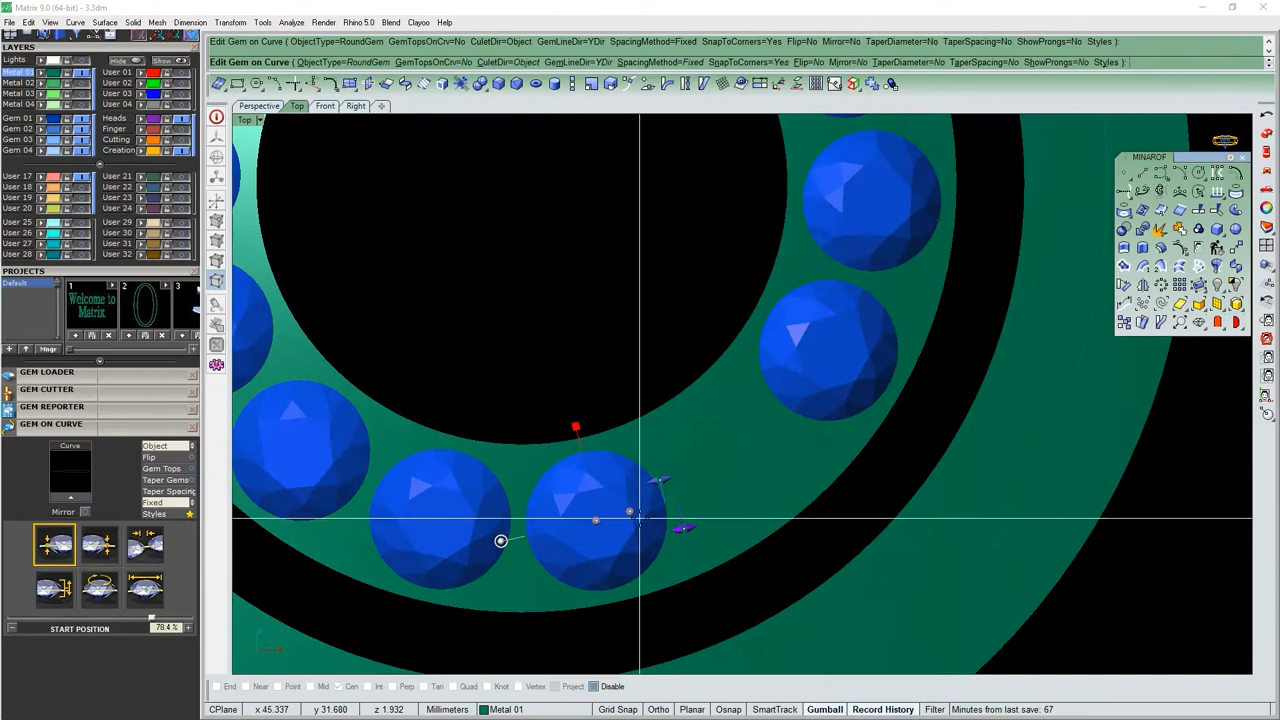 Matrix 9.0 (64-bit) - 3.3dm
File Edit View Curve Surface Solid Mesh Dimension Transform Tools Analyze Render Rhino 5.0 Blend Clayoo Help
Edit Gem on Curve ( ObjectType=RoundGem GemTopsOnCrv=No CuletDir=Object GemLineDir=YDir SpacingMethod=Fixed SnapToCorners=Yes Flip=No Mirror=No TaperDiameter=No TaperSpacing=No ShowProngs=No Styles ):
Edit Gem on Curve ( ObjectType=RoundGem GemTopsOnCrv=No CuletDir=Object GemLineDir=YDir SpacingMethod=Fixed SnapToCorners=Yes Flip=No Mirror=No TaperDiameter=No TaperSpacing=No ShowProngs=No Styles ):
LAYERS
Lights Hide Show
Metal 01 User 01
Metal 02 User 02
Metal 03 User 03
Metal 04 User 04
Gem 01 Heads
Gem 02 Finger
Gem 03 Cutting
Gem 04 Creation
User 17 User 21
User 18 User 22
User 19 User 23
User 20 User 24
User 25 User 29
User 26 User 30
User 27 User 31
User 28 User 32
PROJECTS
Default
1 2 3
Welcome to Matrix
Mngr
GEM LOADER
GEM CUTTER
GEM REPORTER
GEM ON CURVE
Curve
Object
Flip
Gem Tops
Taper Gems
Taper Spacing
Fixed
Styles
Mirror
START POSITION 78.4 %
Perspective Top Front Right
Top
MINAROF
End Near Point Mid Cen Int Perp Tan Quad Knot Vertex Project Disable
CPlane x 45.337 y 31.680 z 1.932 Millimeters Metal 01 Grid Snap Ortho Planar Osnap SmartTrack Gumball Record History Filter Minutes from last save: 67